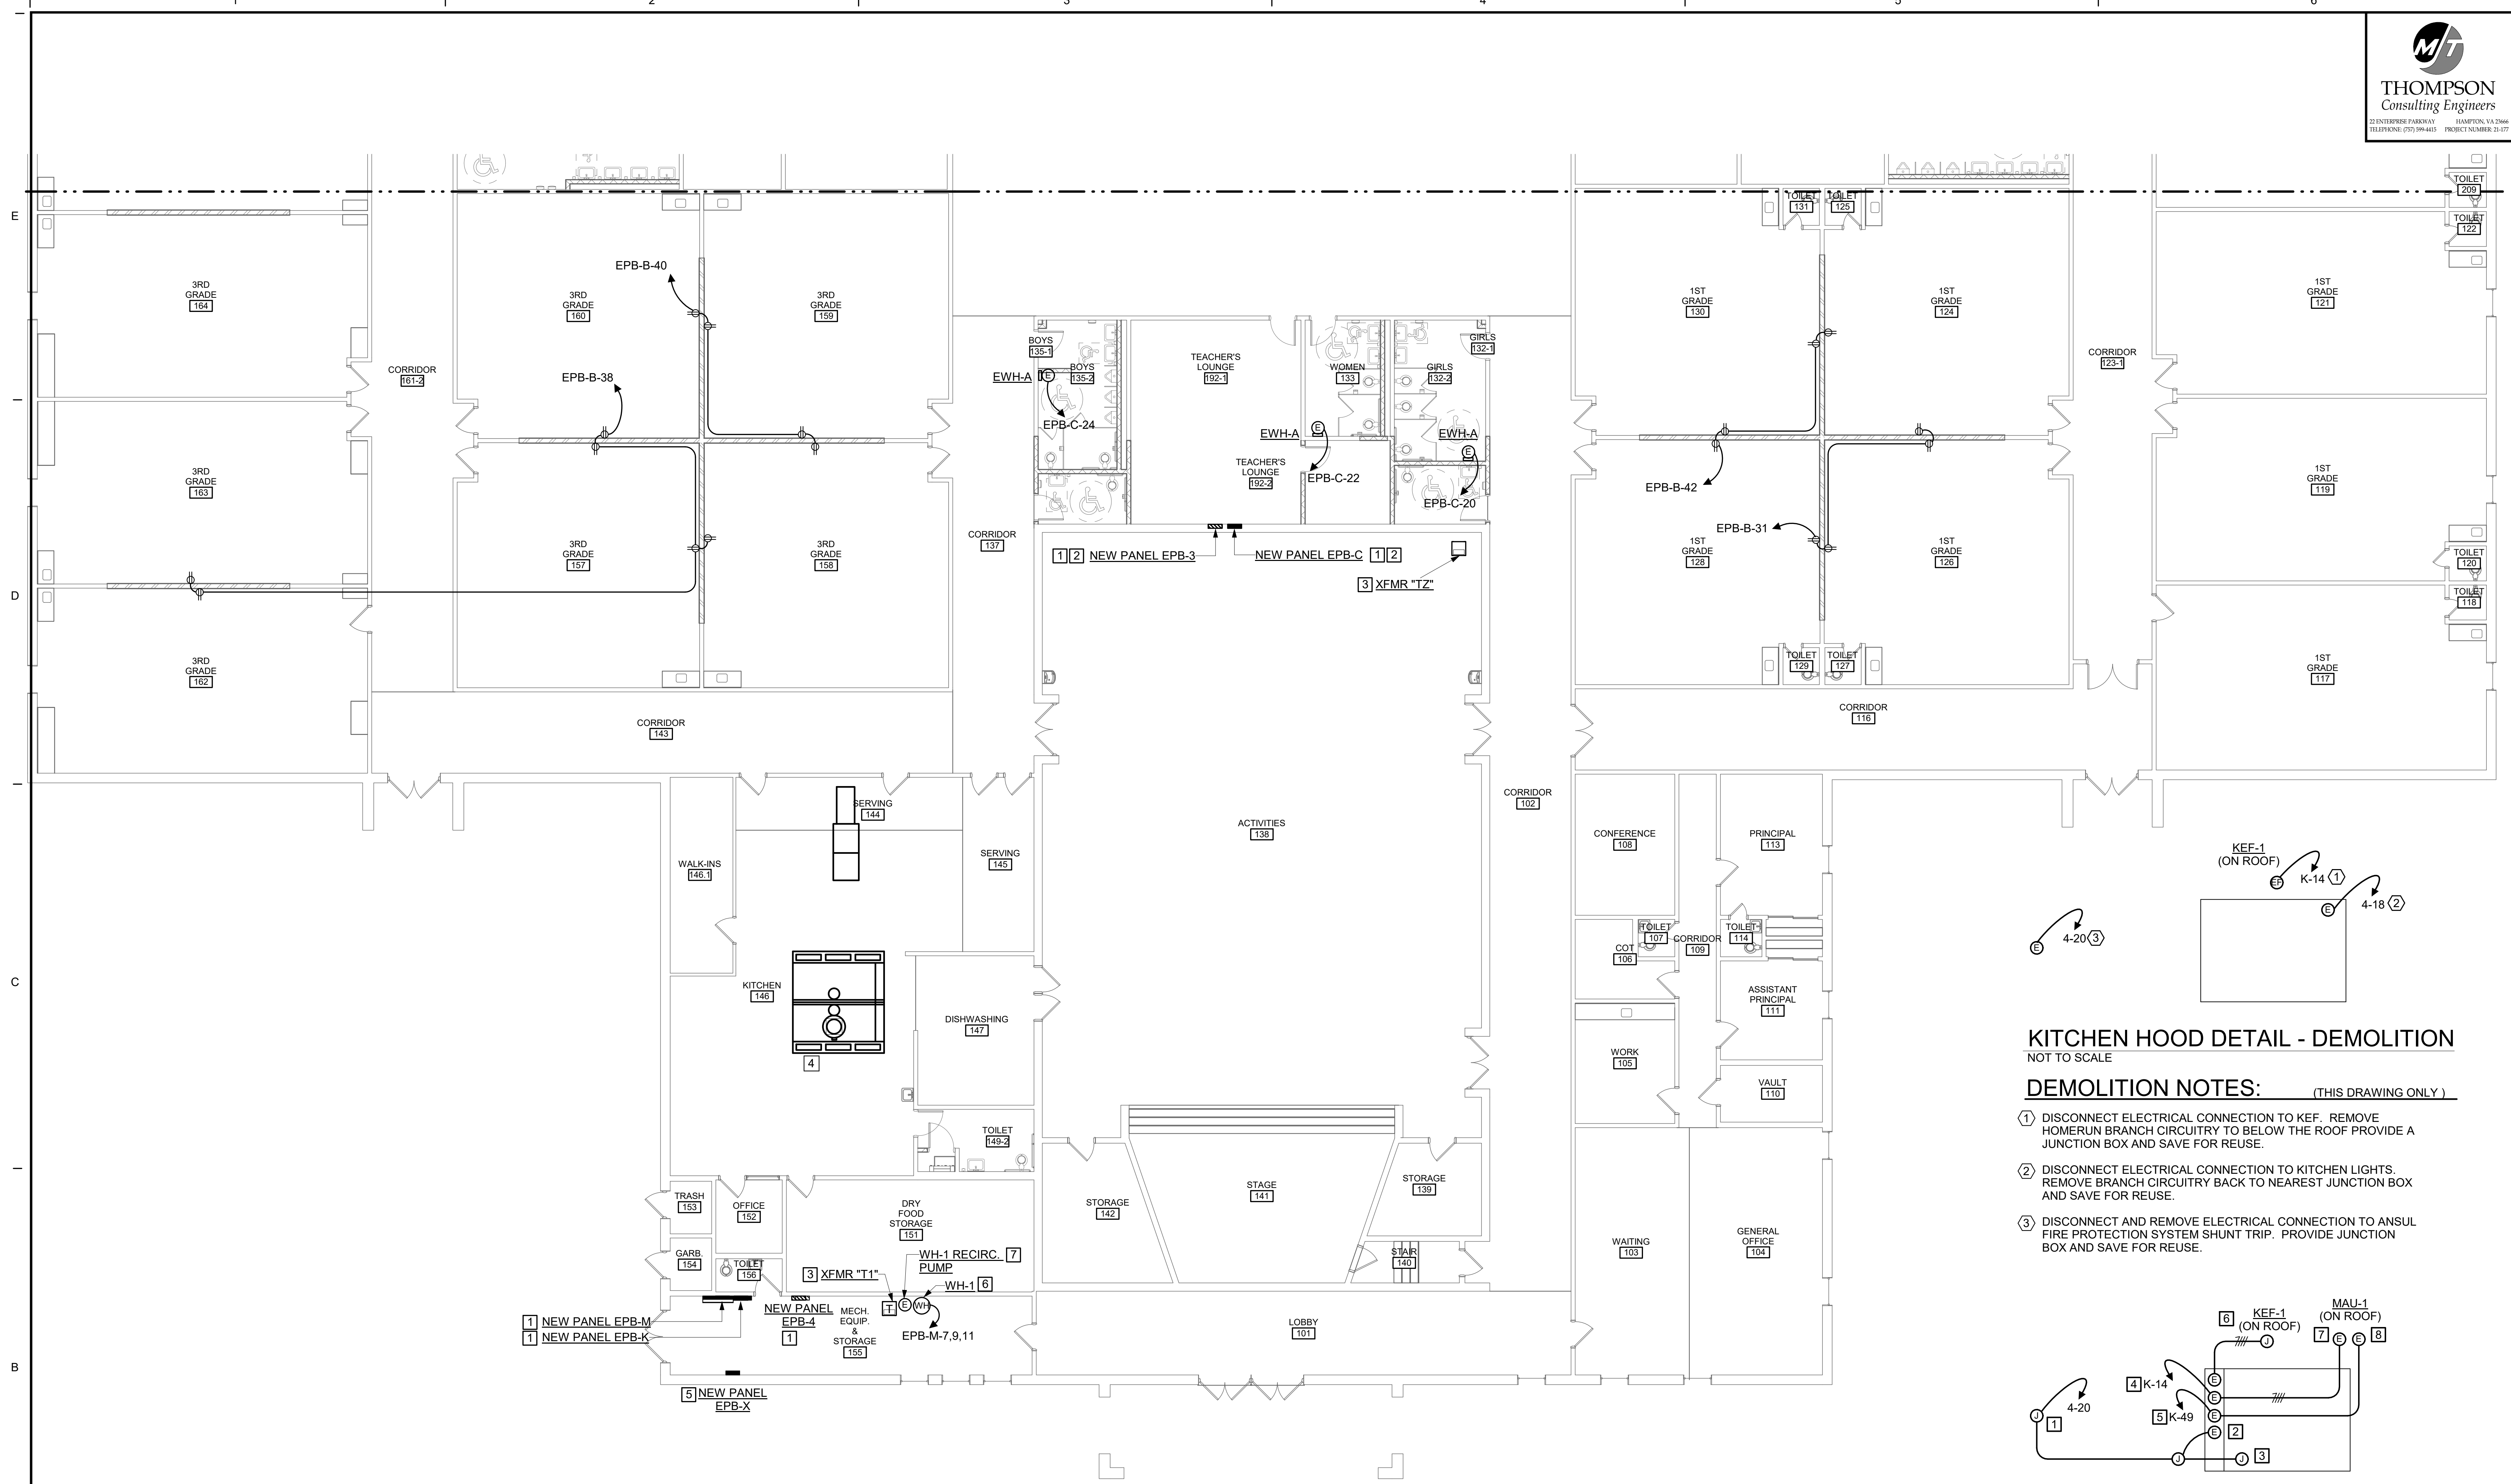 1
2
3
4
5
6
M/T
THOMPSON
Consulting Engineers
22 ENTERPRISE PARKWAY HAMPTON, VA 23666
TELEPHONE: (757) 599-4415 PROJECT NUMBER: 21-177
E
D
C
B
3RD
GRADE
164
3RD
GRADE
163
3RD
GRADE
162
CORRIDOR
161-2
EPB-B-40
3RD
GRADE
160
3RD
GRADE
159
EPB-B-38
3RD
GRADE
157
3RD
GRADE
158
CORRIDOR
137
CORRIDOR
143
BOYS
135-1
BOYS
135-2
EWH-A
E
EPB-C-24
TEACHER'S
LOUNGE
192-1
WOMEN
133
GIRLS
132-1
GIRLS
132-2
EWH-A
E
EWH-A
E
TEACHER'S
LOUNGE
192-2
EPB-C-22
EPB-C-20
1 2 NEW PANEL EPB-3
NEW PANEL EPB-C 1 2
3 XFMR "TZ"
TOILET
131
TOILET
125
1ST
GRADE
130
1ST
GRADE
124
EPB-B-42
EPB-B-31
1ST
GRADE
128
1ST
GRADE
126
TOILET
129
TOILET
127
CORRIDOR
123-1
CORRIDOR
116
TOILET
209
TOILET
122
1ST
GRADE
121
1ST
GRADE
119
TOILET
120
TOILET
118
1ST
GRADE
117
SERVING
144
SERVING
145
WALK-INS
146.1
KITCHEN
146
4
DISHWASHING
147
TOILET
149-2
ACTIVITIES
138
CORRIDOR
102
CONFERENCE
108
PRINCIPAL
113
TOILET
107
CORRIDOR
109
TOILET
114
COT
106
ASSISTANT
PRINCIPAL
111
WORK
105
VAULT
110
TRASH
153
OFFICE
152
DRY
FOOD
STORAGE
151
GARB.
154
TOILET
156
STORAGE
142
STAGE
141
STORAGE
139
STAIR
140
WAITING
103
GENERAL
OFFICE
104
LOBBY
101
WH-1 RECIRC. 7
PUMP
3 XFMR "T1"
WH-1 6
T
E
WH
EPB-M-7,9,11
1 NEW PANEL EPB-M
1 NEW PANEL EPB-K
NEW PANEL
EPB-4
1
MECH.
EQUIP.
&
STORAGE
155
5 NEW PANEL
EPB-X
KEF-1
(ON ROOF)
EF
K-14 1
E
4-18 2
E
4-20 3
KITCHEN HOOD DETAIL - DEMOLITION
NOT TO SCALE
DEMOLITION NOTES: (THIS DRAWING ONLY )
1 DISCONNECT ELECTRICAL CONNECTION TO KEF. REMOVE
HOMERUN BRANCH CIRCUITRY TO BELOW THE ROOF PROVIDE A
JUNCTION BOX AND SAVE FOR REUSE.
2 DISCONNECT ELECTRICAL CONNECTION TO KITCHEN LIGHTS.
REMOVE BRANCH CIRCUITRY BACK TO NEAREST JUNCTION BOX
AND SAVE FOR REUSE.
3 DISCONNECT AND REMOVE ELECTRICAL CONNECTION TO ANSUL
FIRE PROTECTION SYSTEM SHUNT TRIP. PROVIDE JUNCTION
BOX AND SAVE FOR REUSE.
6 KEF-1
(ON ROOF)
J
MAU-1
(ON ROOF)
7 E E 8
E
4 K-14
E
5 K-49
E
E 2
4-20
J 1
J
J 3